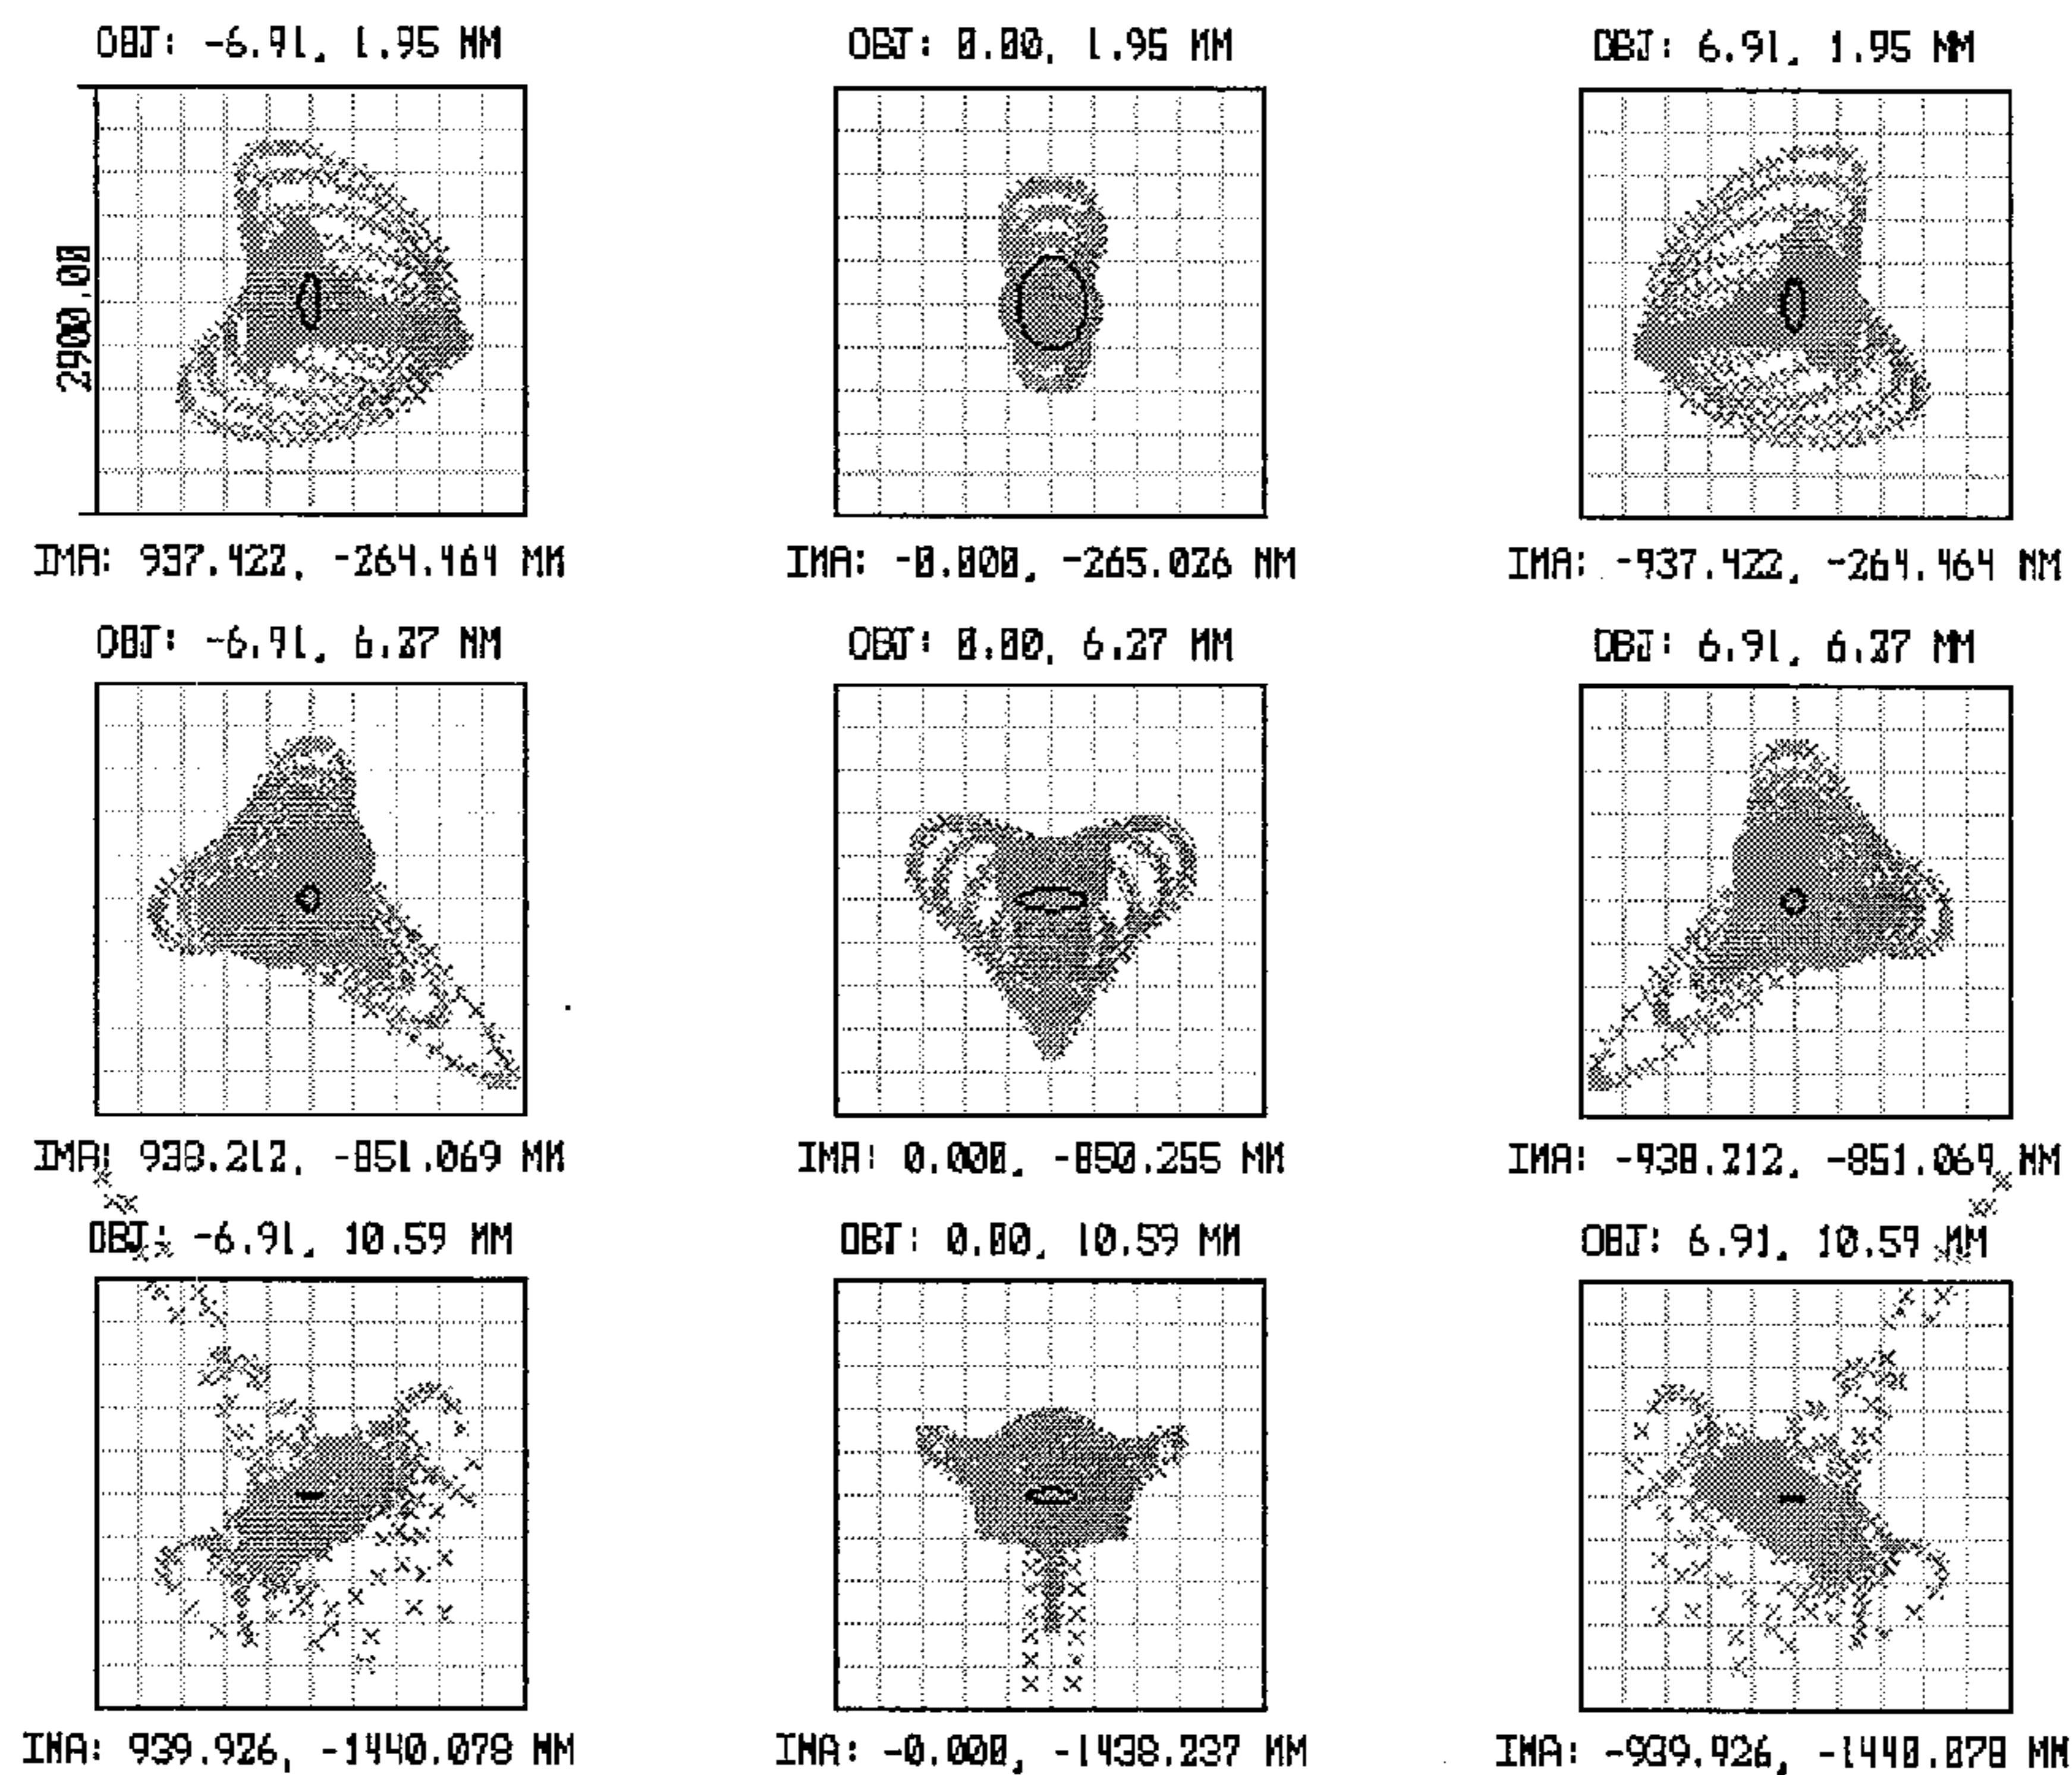 OBJ: -6.91, 1.95 MM
OBJ: 0.00, 1.95 MM
OBJ: 6.91, 1.95 MM
2900.00
IMA: 937.422, -264.464 MM
IMA: -0.000, -265.026 MM
IMA: -937.422, -264.464 MM
OBJ: -6.91, 6.27 MM
OBJ: 0.00, 6.27 MM
OBJ: 6.91, 6.27 MM
IMA: 938.212, -851.069 MM
IMA: 0.000, -850.255 MM
IMA: -938.212, -851.069 MM
OBJ: -6.91, 10.59 MM
OBJ: 0.00, 10.59 MM
OBJ: 6.91, 10.59 MM
IMA: 939.926, -1440.078 MM
IMA: -0.000, -1438.237 MM
IMA: -939.926, -1440.078 MM